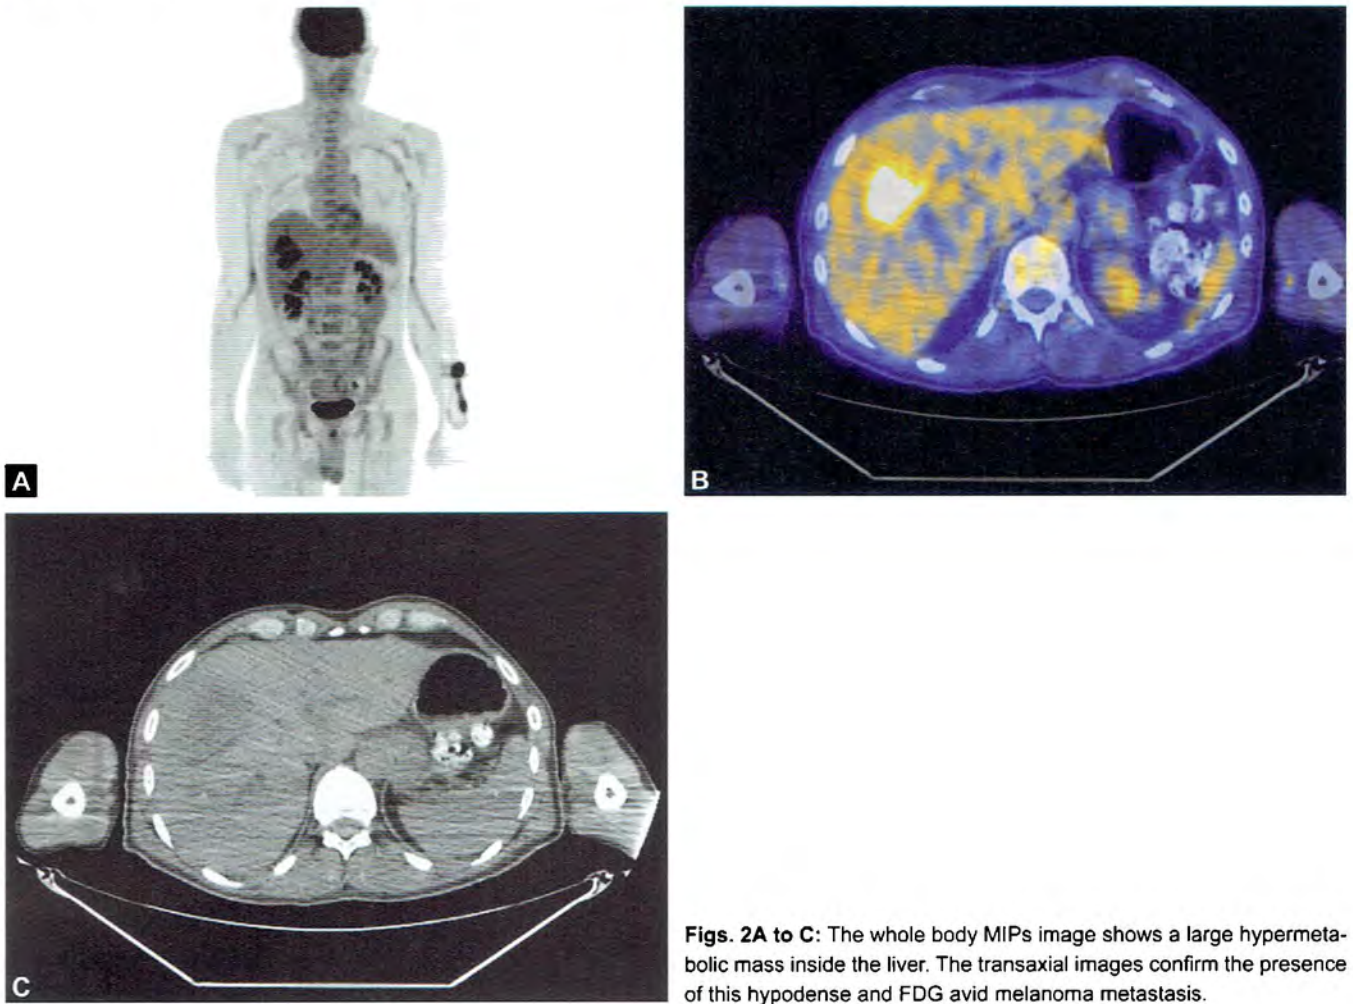 A
B
C
Figs. 2A to C: The whole body MIPs image shows a large hypermeta-
bolic mass inside the liver. The transaxial images confirm the presence
of this hypodense and FDG avid melanoma metastasis.